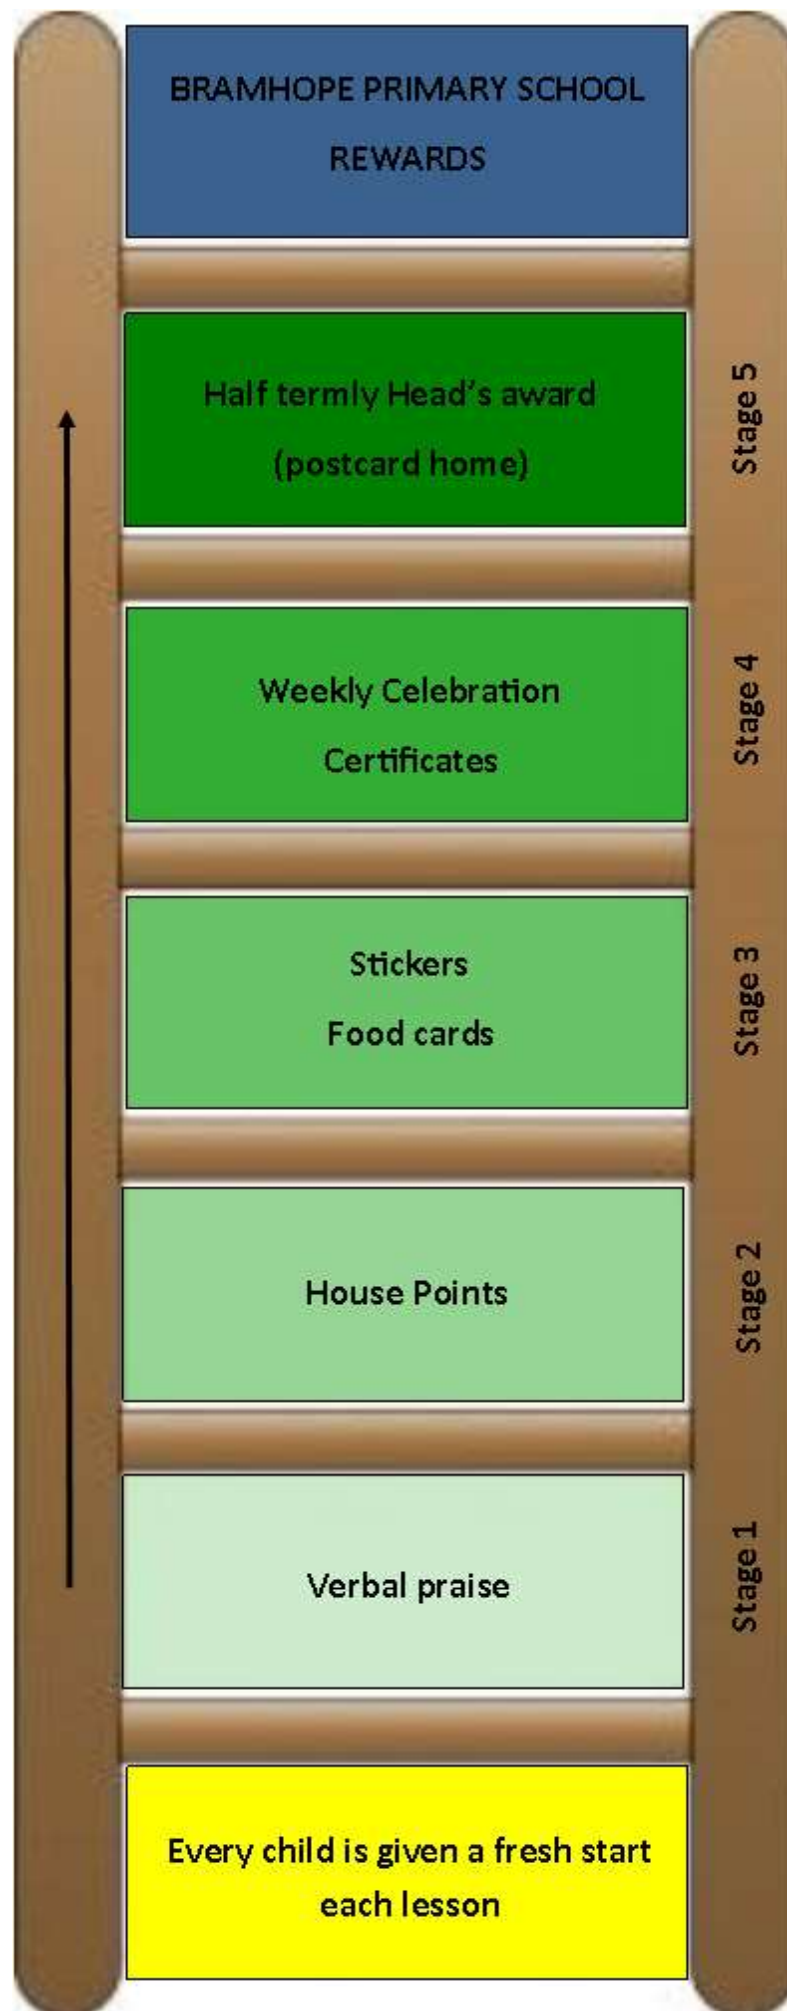 BRAMHOPE PRIMARY SCHOOL
REWARDS
Half termly Head's award
(postcard home)
Stage 5
Weekly Celebration
Certificates
Stage 4
Stickers
Food cards
Stage 3
House Points
Stage 2
Verbal praise
Stage 1
Every child is given a fresh start
each lesson